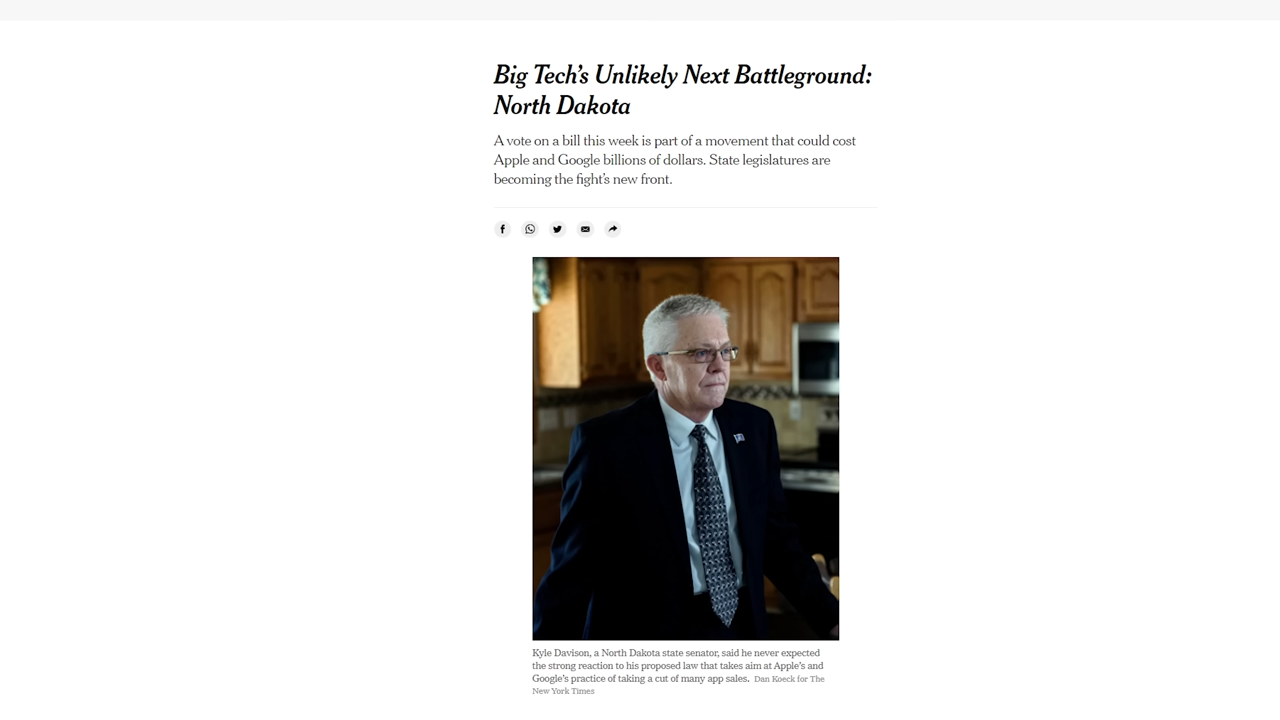 Big Tech’s Unlikely Next Battleground:
North Dakota
A vote on a bill this week is part of a movement that could cost
Apple and Google billions of dollars. State legislatures are
becoming the fight’s new front.
Kyle Davison, a North Dakota state senator, said he never expected
the strong reaction to his proposed law that takes aim at Apple’s and
Google’s practice of taking a cut of many app sales. Dan Koeck for The
New York Times